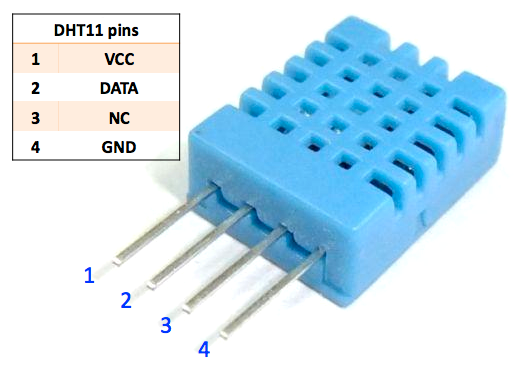 DHT11 pins
1 VCC
2 DATA
3 NC
4 GND
1
2
3
4